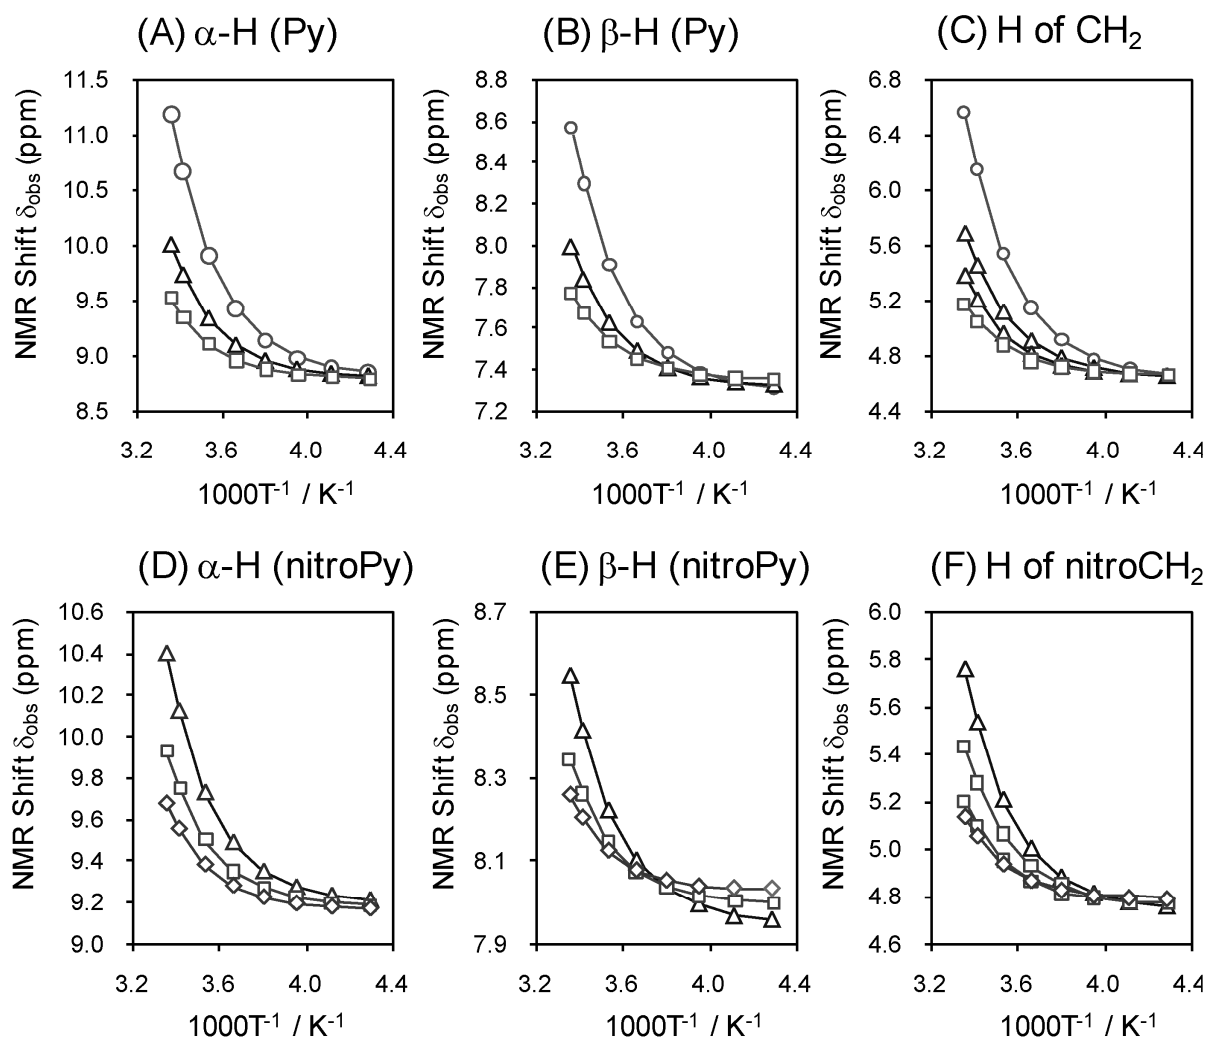 (A) α-H (Py)
NMR Shift δobs (ppm)
11.5
11.0
10.5
10.0
9.5
9.0
8.5
3.2 3.6 4.0 4.4
1000T-1 / K-1
(B) β-H (Py)
NMR Shift δobs (ppm)
8.8
8.6
8.4
8.2
8.0
7.8
7.6
7.4
7.2
3.2 3.6 4.0 4.4
1000T-1 / K-1
(C) H of CH2
NMR Shift δobs (ppm)
6.8
6.4
6.0
5.6
5.2
4.8
4.4
3.2 3.6 4.0 4.4
1000T-1 / K-1
(D) α-H (nitroPy)
NMR Shift δobs (ppm)
10.6
10.4
10.2
10.0
9.8
9.6
9.4
9.2
9.0
3.2 3.6 4.0 4.4
1000T-1 / K-1
(E) β-H (nitroPy)
NMR Shift δobs (ppm)
8.7
8.5
8.3
8.1
7.9
3.2 3.6 4.0 4.4
1000T-1 / K-1
(F) H of nitroCH2
NMR Shift δobs (ppm)
6.0
5.8
5.6
5.4
5.2
5.0
4.8
4.6
3.2 3.6 4.0 4.4
1000T-1 / K-1